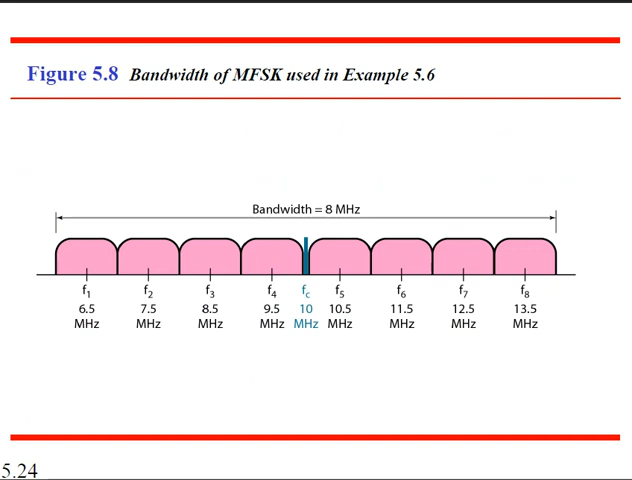 Figure 5.8 Bandwidth of MFSK used in Example 5.6
Bandwidth = 8 MHz
f1 f2 f3 f4 fc f5 f6 f7 f8
6.5 7.5 8.5 9.5 10 10.5 11.5 12.5 13.5
MHz MHz MHz MHz MHz MHz MHz MHz MHz
5.24